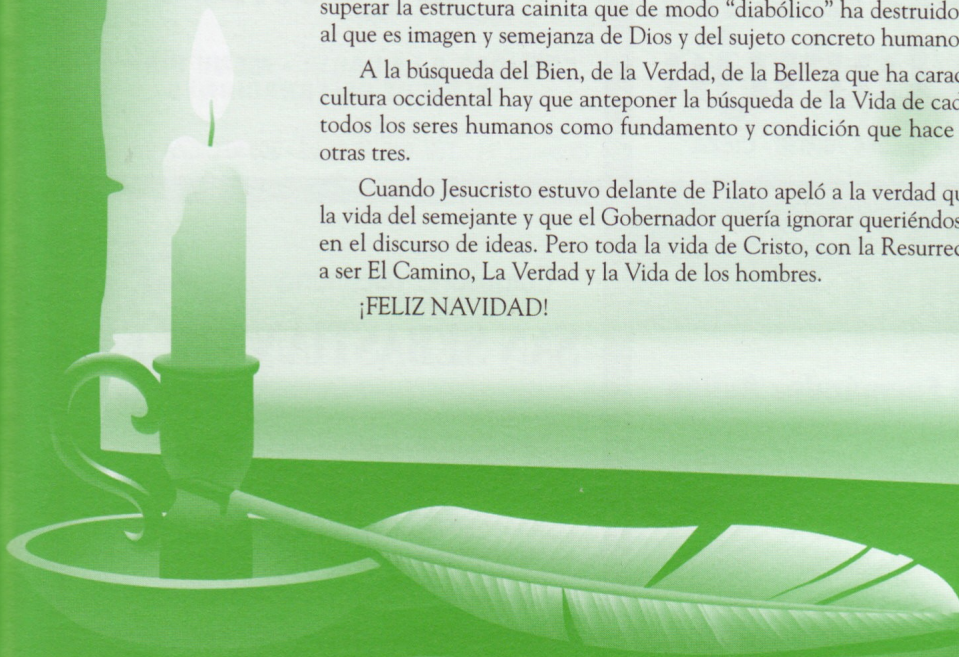 superar la estructura cainita que de modo “diabólico” ha destruido
al que es imagen y semejanza de Dios y del sujeto concreto humano
A la búsqueda del Bien, de la Verdad, de la Belleza que ha carac
cultura occidental hay que anteponer la búsqueda de la Vida de cad
todos los seres humanos como fundamento y condición que hace
otras tres.
Cuando Jesucristo estuvo delante de Pilato apeló a la verdad qu
la vida del semejante y que el Gobernador quería ignorar queriéndos
en el discurso de ideas. Pero toda la vida de Cristo, con la Resurrec
a ser El Camino, La Verdad y la Vida de los hombres.
¡FELIZ NAVIDAD!